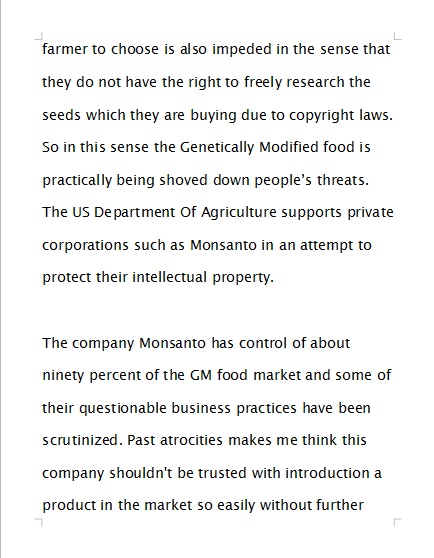 farmer to choose is also impeded in the sense that
they do not have the right to freely research the
seeds which they are buying due to copyright laws.
So in this sense the Genetically Modified food is
practically being shoved down people’s threats.
The US Department Of Agriculture supports private
corporations such as Monsanto in an attempt to
protect their intellectual property.
The company Monsanto has control of about
ninety percent of the GM food market and some of
their questionable business practices have been
scrutinized. Past atrocities makes me think this
company shouldn't be trusted with introduction a
product in the market so easily without further